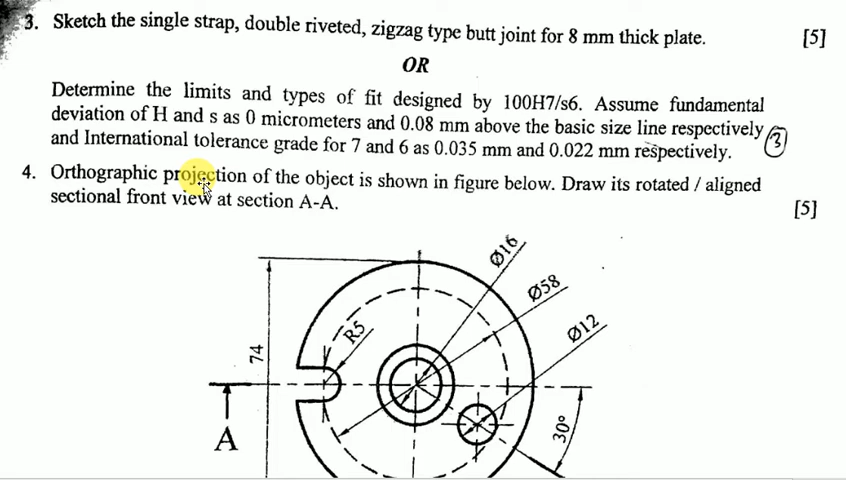 3. Sketch the single strap, double riveted, zigzag type butt joint for 8 mm thick plate. [5]
OR
Determine the limits and types of fit designed by 100H7/s6. Assume fundamental
deviation of H and s as 0 micrometers and 0.08 mm above the basic size line respectively
and International tolerance grade for 7 and 6 as 0.035 mm and 0.022 mm respectively. 3
4. Orthographic projection of the object is shown in figure below. Draw its rotated / aligned
sectional front view at section A-A. [5]
Ø16
Ø58
Ø12
R5
74
30°
A